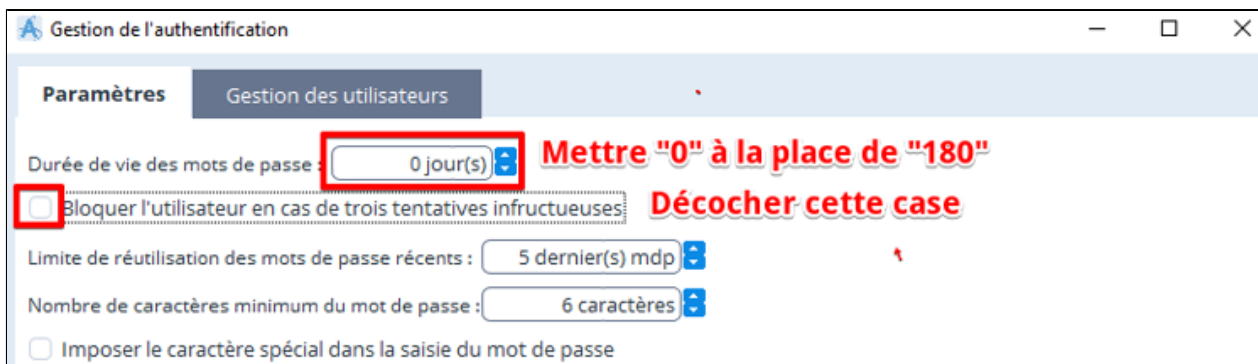 Gestion de l'authentification
Paramètres Gestion des utilisateurs
Durée de vie des mots de passe : 0 jour(s) Mettre "0" à la place de "180"
Bloquer l'utilisateur en cas de trois tentatives infructueuses Décocher cette case
Limite de réutilisation des mots de passe récents : 5 dernier(s) mdp
Nombre de caractères minimum du mot de passe : 6 caractères
Imposer le caractère spécial dans la saisie du mot de passe